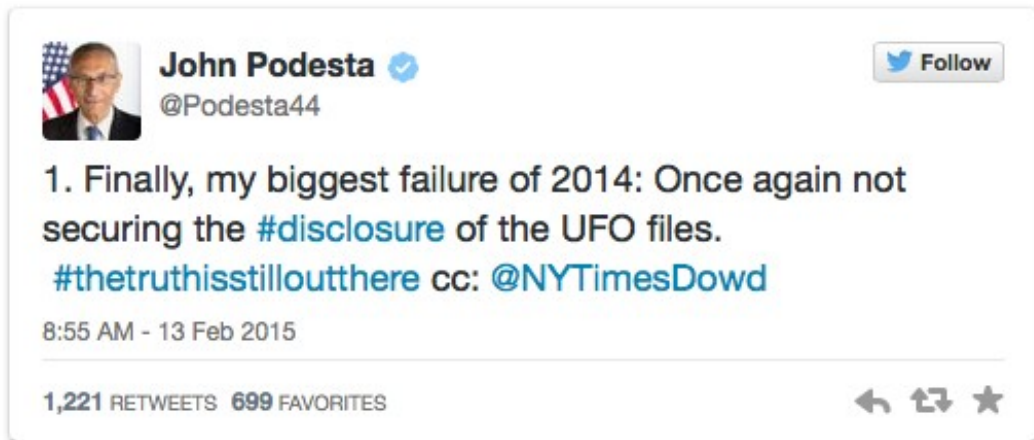 John Podesta
Follow
@Podesta44
1. Finally, my biggest failure of 2014: Once again not
securing the #disclosure of the UFO files.
#thetruthisstilloutthere cc: @NYTimesDowd
8:55 AM - 13 Feb 2015
1,221 RETWEETS 699 FAVORITES